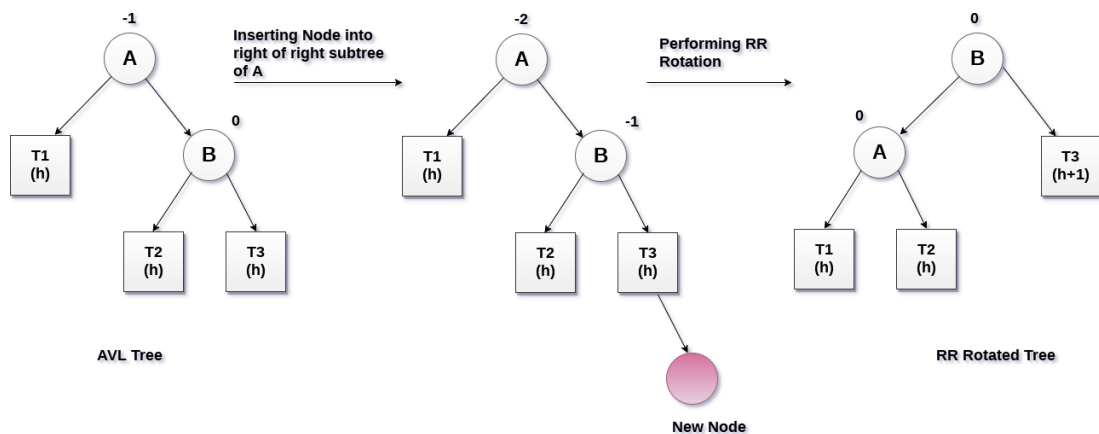 -1
A
Inserting Node into
right of right subtree
of A
-2
A
Performing RR
Rotation
0
B
T1
(h)
0
B
T2
(h)
T3
(h)
T1
(h)
-1
B
T2
(h)
T3
(h)
0
A
T3
(h+1)
T1
(h)
T2
(h)
AVL Tree
New Node
RR Rotated Tree